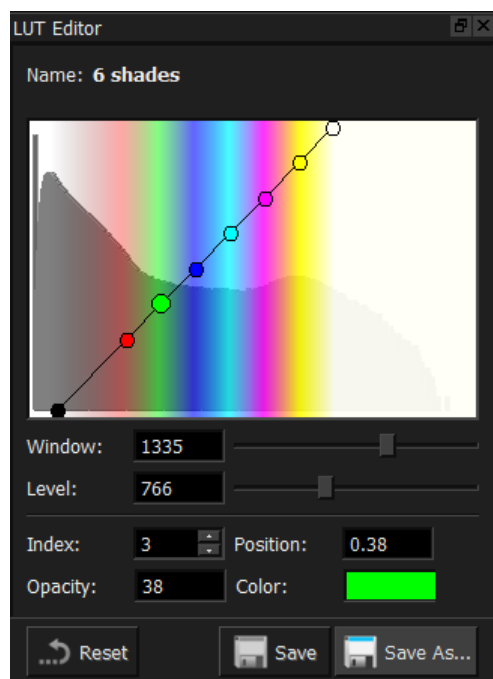 LUT Editor
Name: 6 shades
Window: 1335
Level: 766
Index: 3 Position: 0.38
Opacity: 38 Color:
Reset Save Save As...